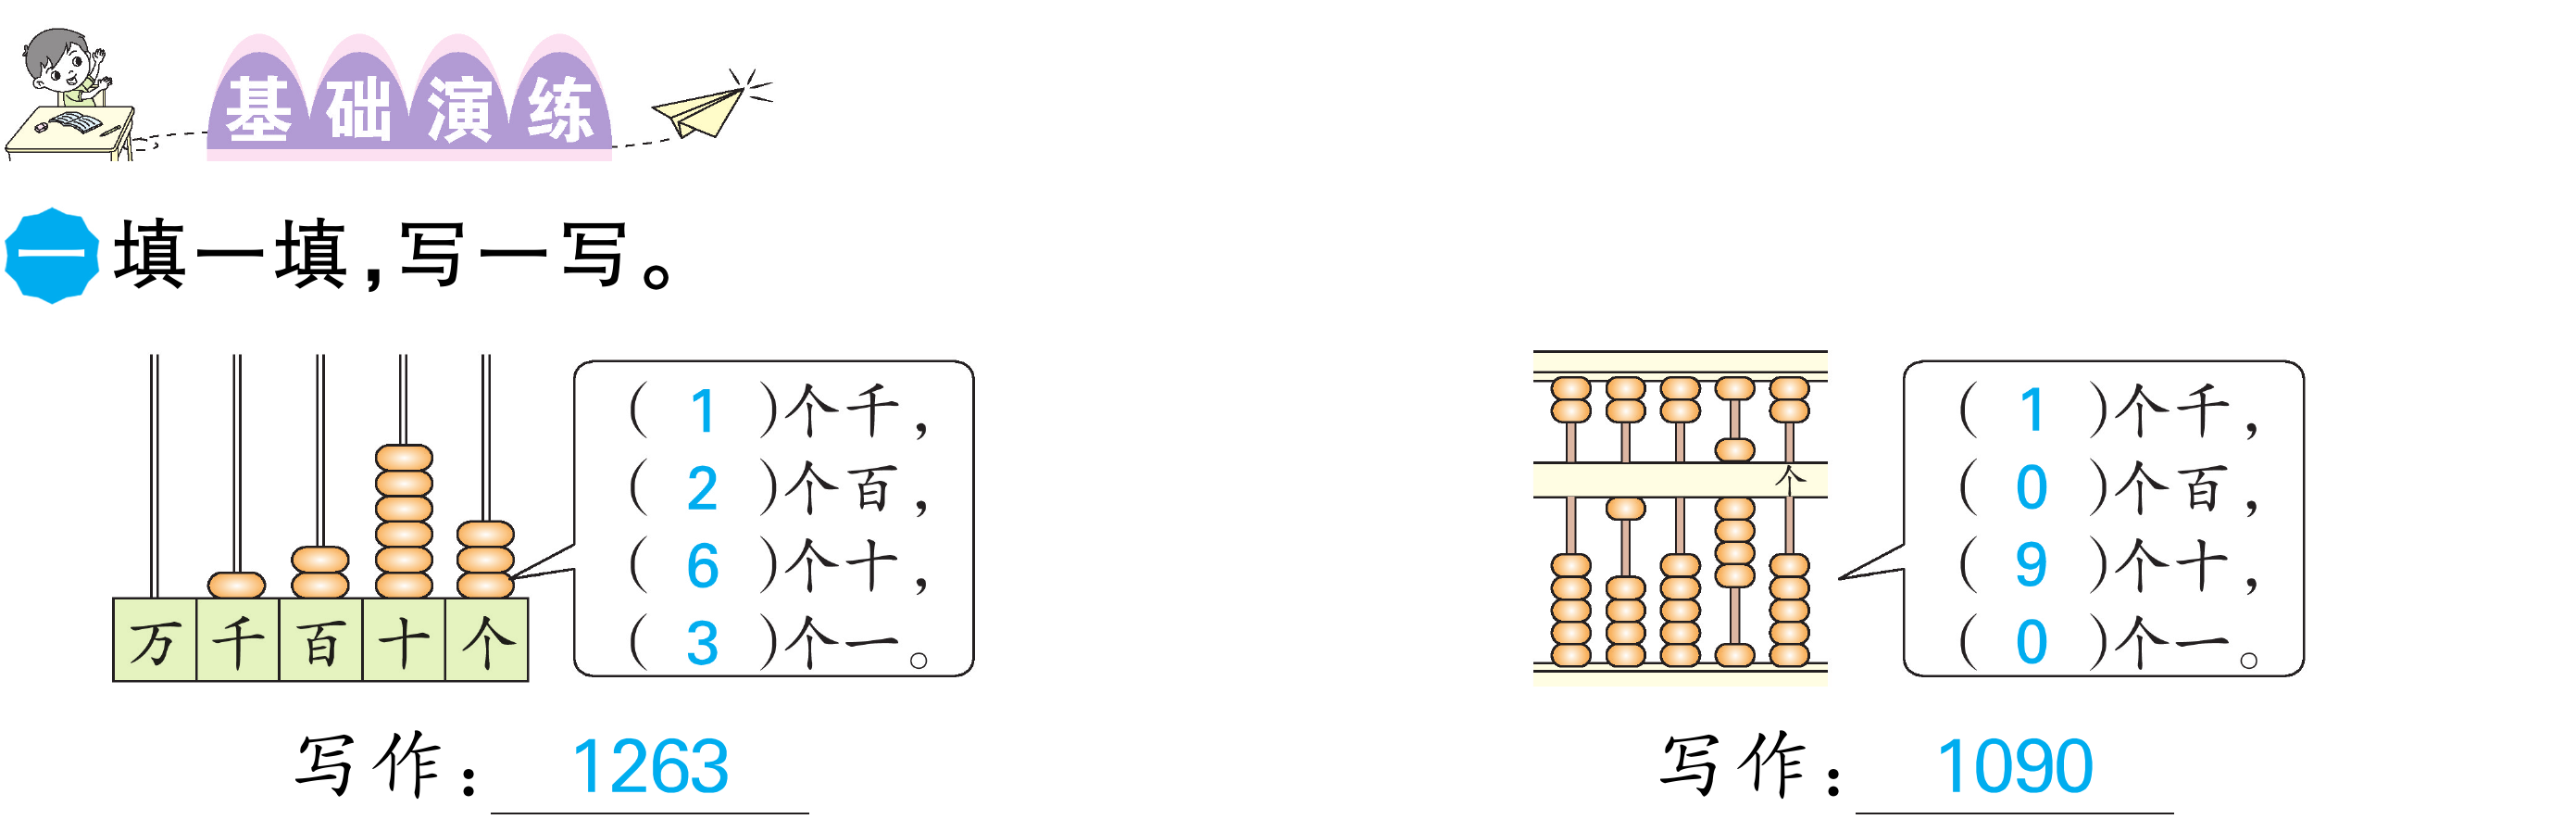 基础演练
一 填一填,写一写。
万 千 百 十 个
( 1 )个千,
( 2 )个百,
( 6 )个十,
( 3 )个一。
写作: 1263
个
( 1 )个千,
( 0 )个百,
( 9 )个十,
( 0 )个一。
写作: 1090